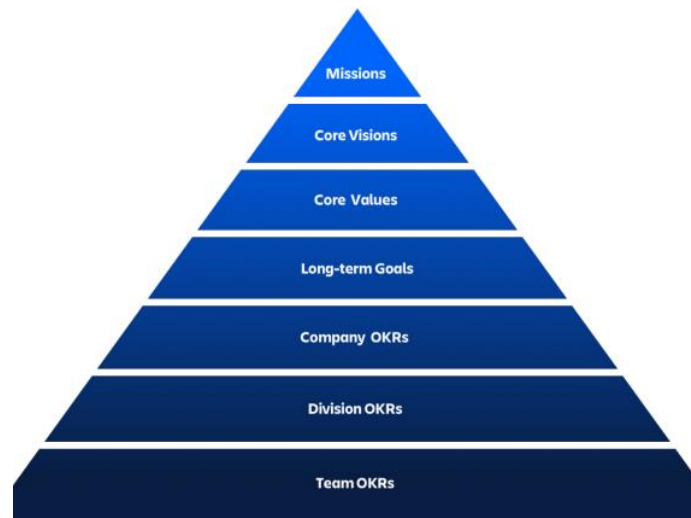 Missions
Core Visions
Core Values
Long-term Goals
Company OKRs
Division OKRs
Team OKRs